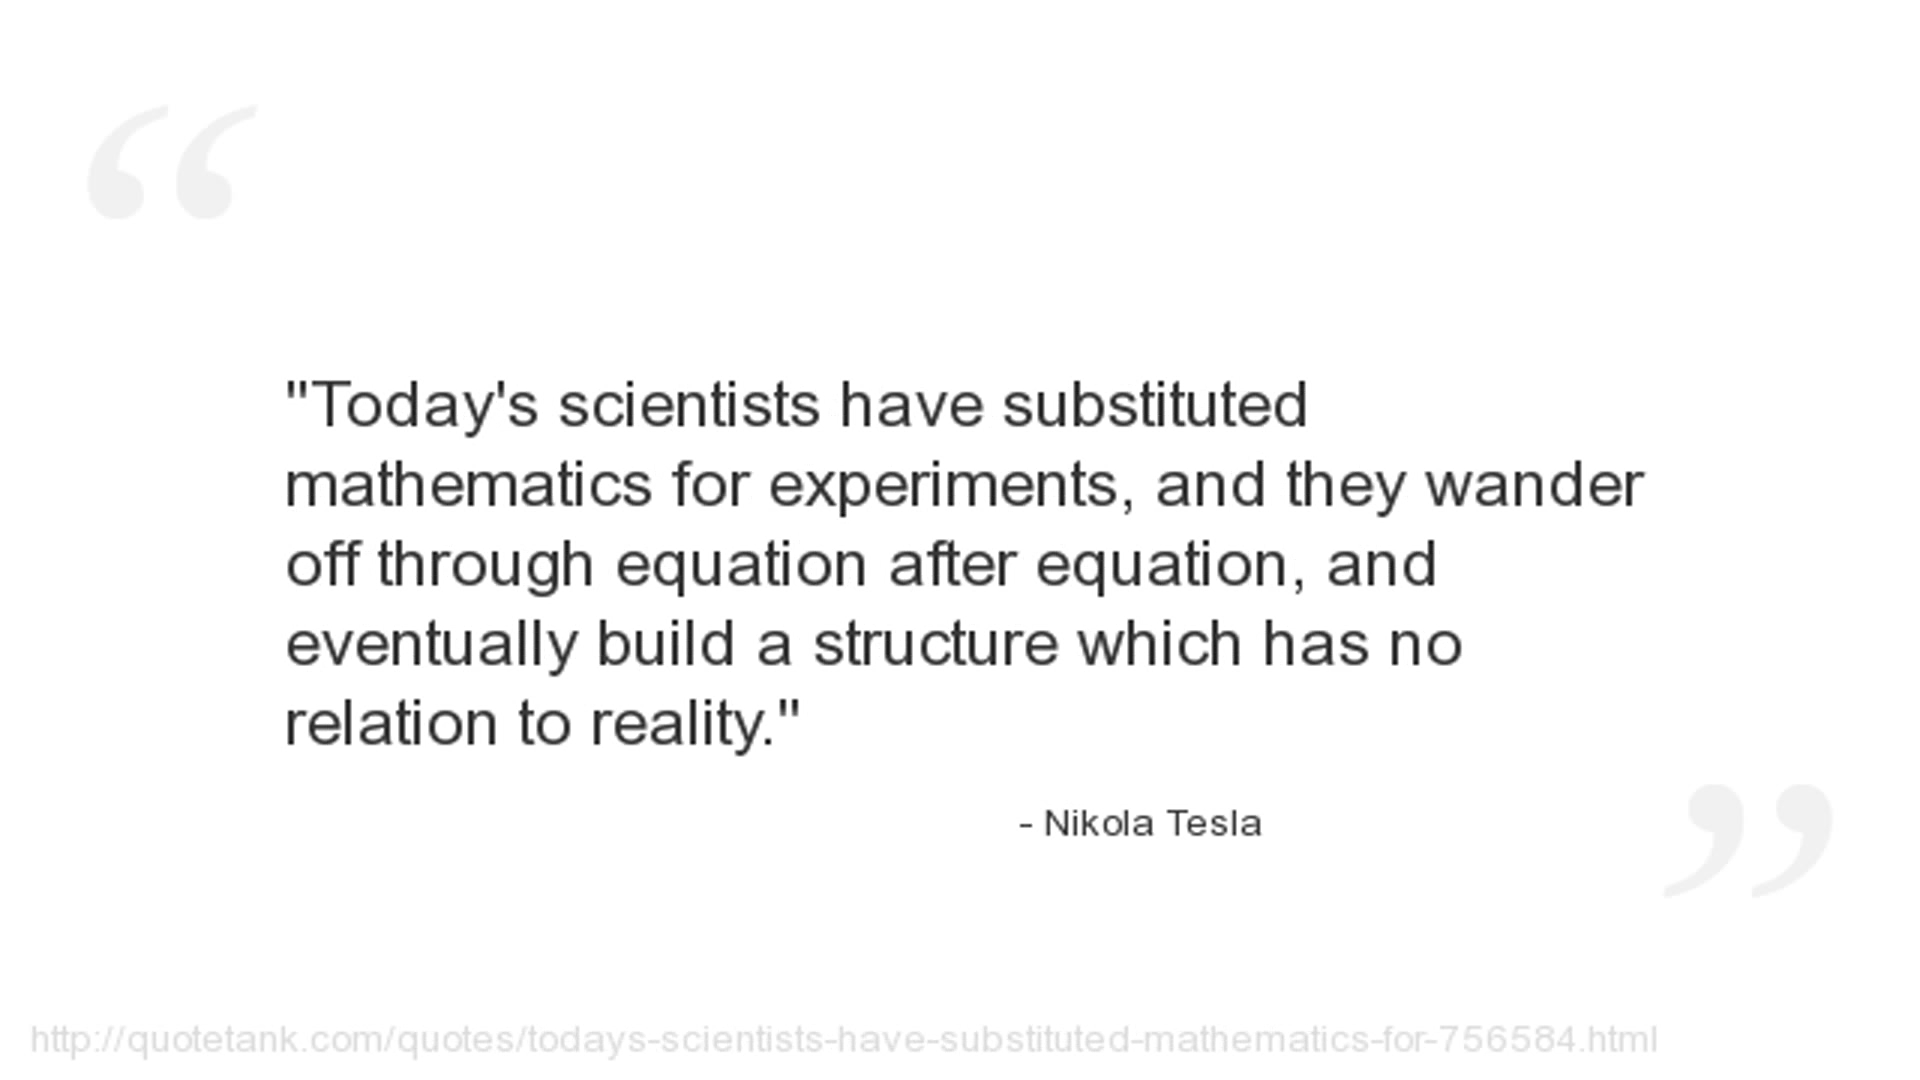 "Today's scientists have substituted
mathematics for experiments, and they wander
off through equation after equation, and
eventually build a structure which has no
relation to reality."
- Nikola Tesla
http://quotetank.com/quotes/todays-scientists-have-substituted-mathematics-for-756584.html